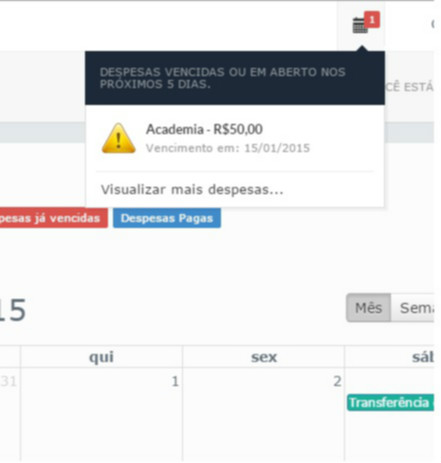 1
DESPESAS VENCIDAS OU EM ABERTO NOS
PRÓXIMOS 5 DIAS.
CÊ ESTÁ
Academia - R$50,00
Vencimento em: 15/01/2015
Visualizar mais despesas...
pesas já vencidas
Despesas Pagas
15
Mês
Sema
qui
sex
sáb
31
1
2
Transferência